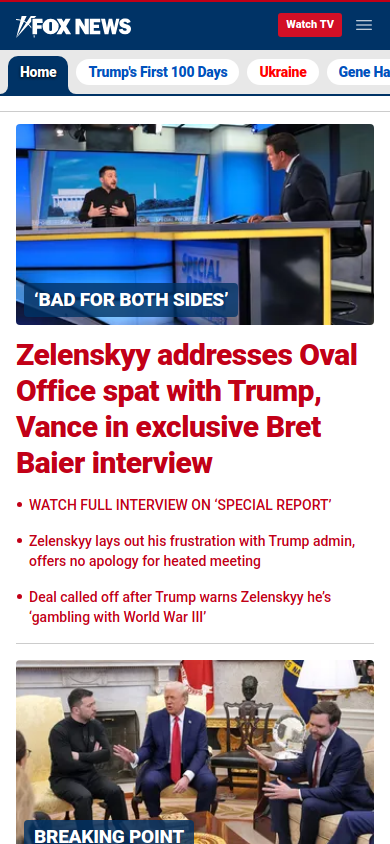 FOX NEWS
Watch TV
Home
Trump's First 100 Days
Ukraine
Gene Ha
SPECIAL
‘BAD FOR BOTH SIDES’
Zelenskyy addresses Oval
Office spat with Trump,
Vance in exclusive Bret
Baier interview
• WATCH FULL INTERVIEW ON ‘SPECIAL REPORT’
• Zelenskyy lays out his frustration with Trump admin,
offers no apology for heated meeting
• Deal called off after Trump warns Zelenskyy he’s
‘gambling with World War III’
BREAKING POINT